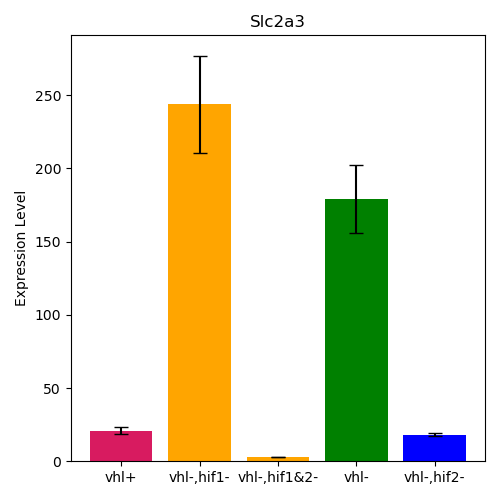 Slc2a3
Expression Level
250
200
150
100
50
0
vhl+ vhl-,hif1- vhl-,hif1&2- vhl- vhl-,hif2-